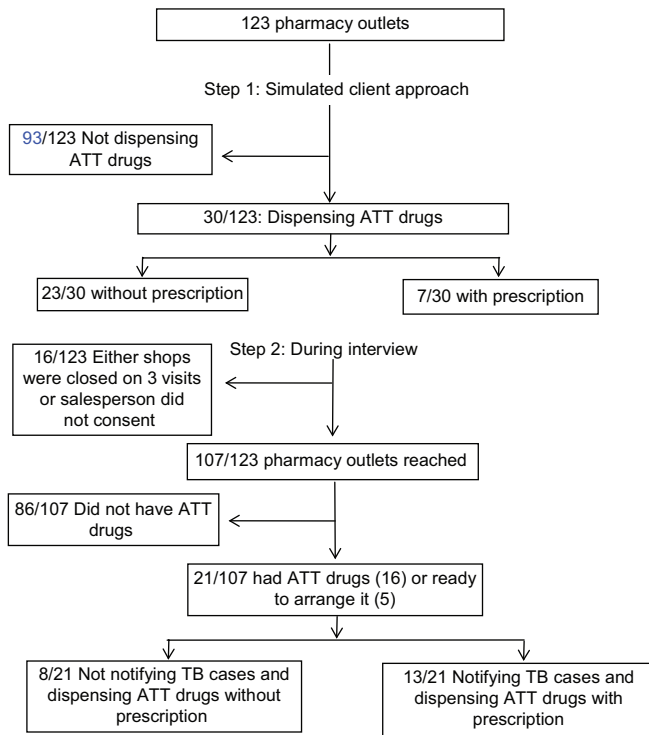 123 pharmacy outlets
Step 1: Simulated client approach
93/123 Not dispensing
ATT drugs
30/123: Dispensing ATT drugs
23/30 without prescription
7/30 with prescription
Step 2: During interview
16/123 Either shops
were closed on 3 visits
or salesperson did
not consent
107/123 pharmacy outlets reached
86/107 Did not have ATT
drugs
21/107 had ATT drugs (16) or ready
to arrange it (5)
8/21 Not notifying TB cases and
dispensing ATT drugs without
prescription
13/21 Notifying TB cases and
dispensing ATT drugs with
prescription